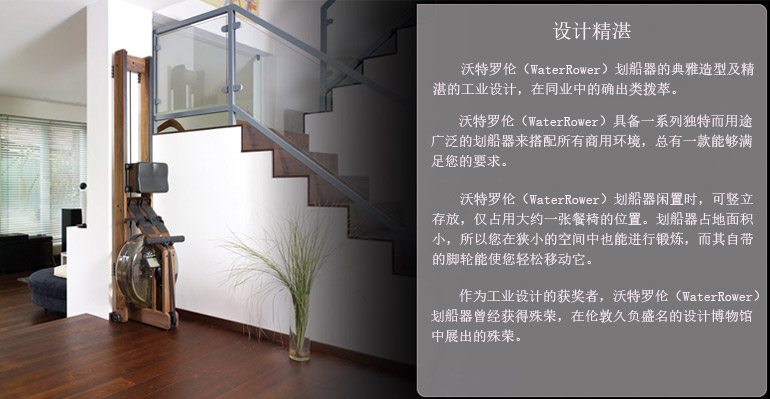 设计精湛
沃特罗伦（WaterRower）划船器的典雅造型及精
湛的工业设计，在同业中的确出类拨萃。
沃特罗伦（WaterRower）具备一系列独特而用途
广泛的划船器来搭配所有商用环境，总有一款能够满
足您的要求。
沃特罗伦（WaterRower）划船器闲置时，可竖立
存放，仅占用大约一张餐椅的位置。划船器占地面积
小，所以您在狭小的空间中也能进行锻炼，而其自带
的脚轮能使您轻松移动它。
作为工业设计的获奖者，沃特罗伦（WaterRower）
划船器曾经获得殊荣，在伦敦久负盛名的设计博物馆
中展出的殊荣。